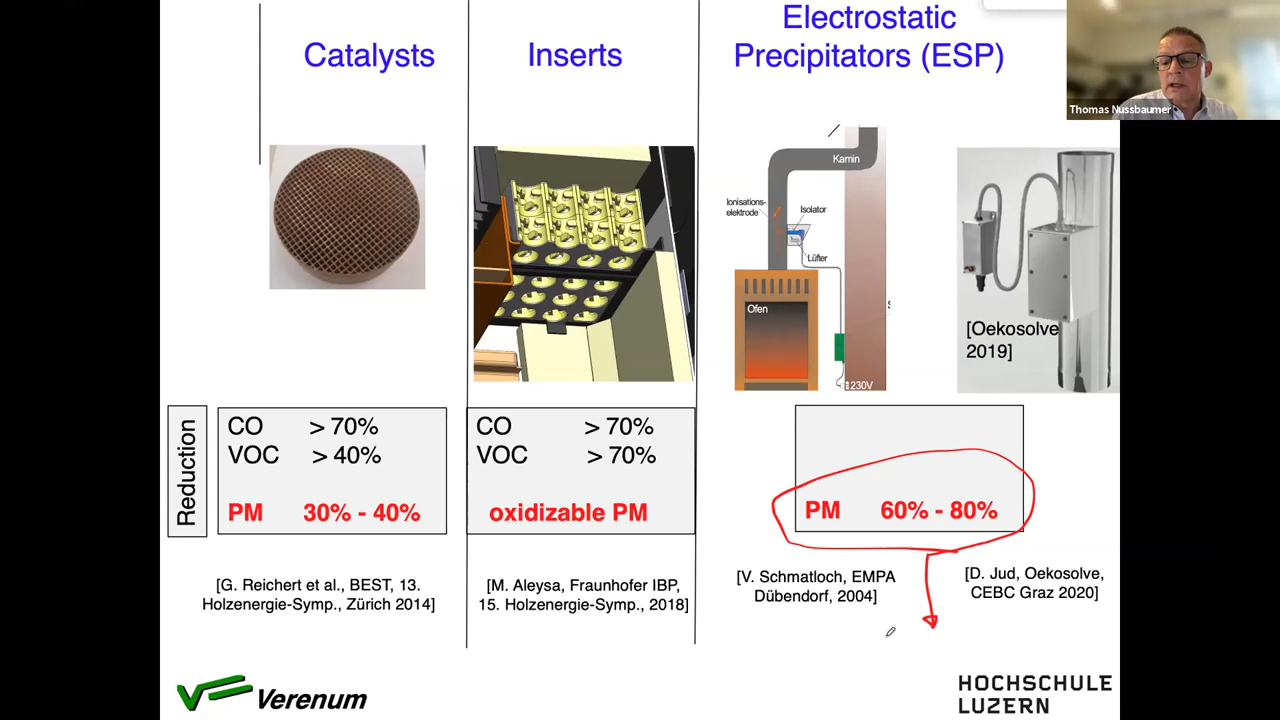 Catalysts
Inserts
Electrostatic
Precipitators (ESP)
Thomas Nussbaumer
Kamin
Ionisations-
elektrode
Isolator
Lüfter
Ofen
230V
[Oekosolve
2019]
Reduction
CO > 70%
VOC > 40%
PM 30% - 40%
CO > 70%
VOC > 70%
oxidizable PM
PM 60% - 80%
[G. Reichert et al., BEST, 13.
Holzenergie-Symp., Zürich 2014]
[M. Aleysa, Fraunhofer IBP,
15. Holzenergie-Symp., 2018]
[V. Schmatloch, EMPA
Dübendorf, 2004]
[D. Jud, Oekosolve,
CEBC Graz 2020]
Verenum
HOCHSCHULE
LUZERN